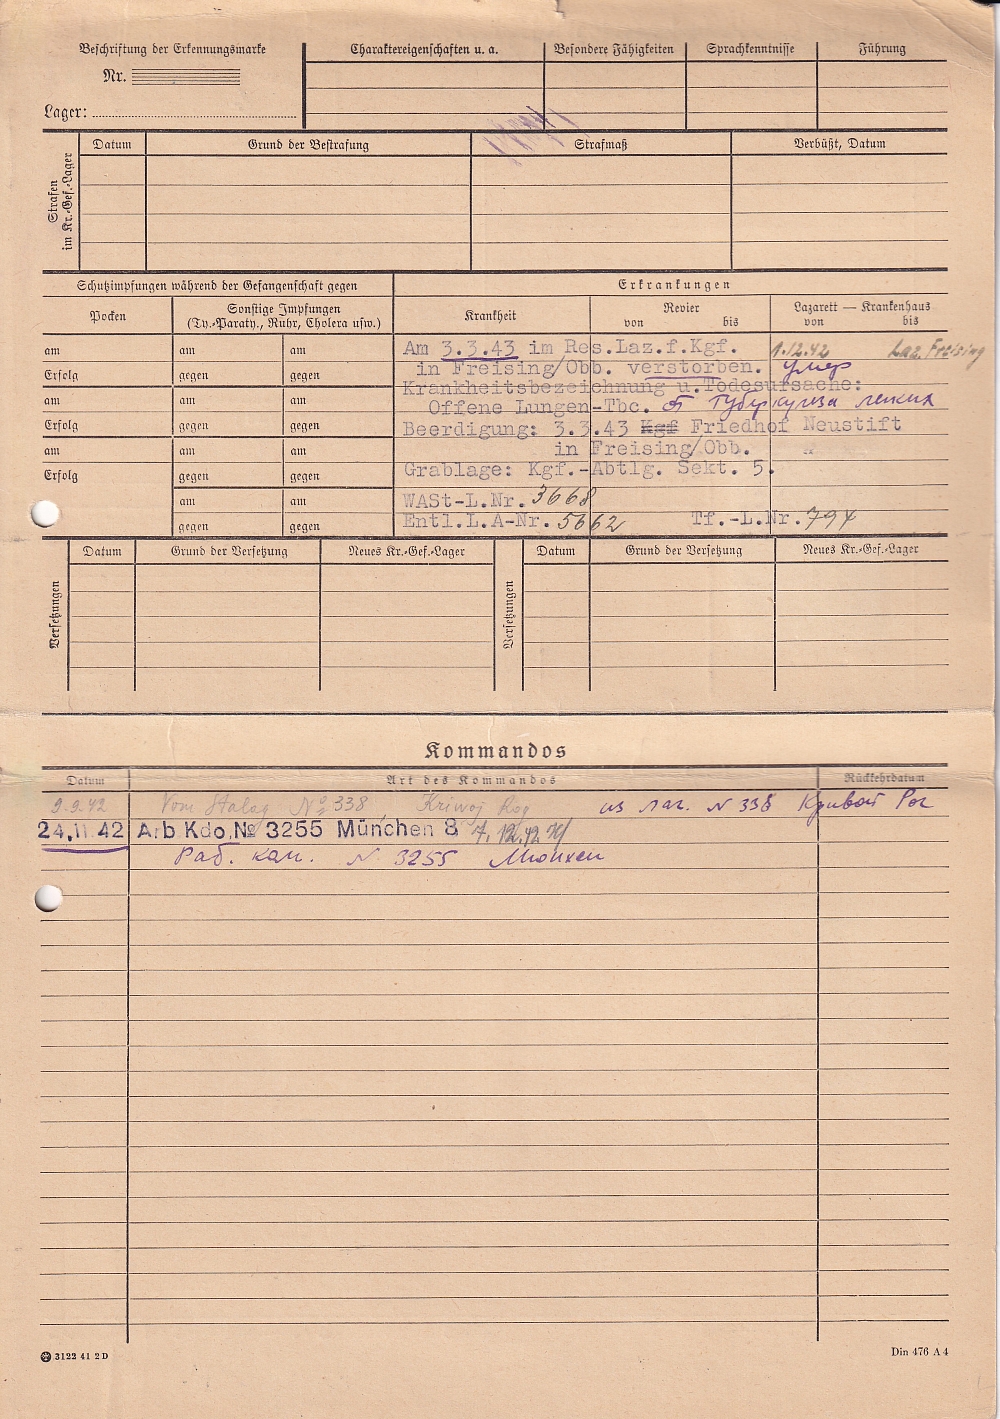 Beschriftung der Erkennungsmarke
Nr.
Lager:
Charaktereigenschaften u. a.
Besondere Fähigkeiten
Sprachkenntnisse
Führung
Strafen
im Kr.-Gef.-Lager
Datum
Grund der Bestrafung
Strafmaß
Verbüßt, Datum
Schutzimpfungen während der Gefangenschaft gegen
Erkrankungen
Pocken
Sonstige Impfungen
(Ty.-Paraty., Ruhr, Cholera usw.)
Krankheit
Revier
von bis
Lazarett — Krankenhaus
von bis
am am am
Erfolg gegen gegen
am am am
Erfolg gegen gegen
am am am
Erfolg gegen gegen
am am
gegen gegen
Am 3.3.43 im Res.Laz.f.Kgf. 1.12.42 Laz. Freising
in Freising/Obb. verstorben. умер
Krankheitsbezeichnung u.Todesursache:
Offene Lungen-Tbc. от туберкулеза легких
Beerdigung: 3.3.43 Kgf Friedhof Neustift
in Freising/Obb. "
Grablage: Kgf.-Abtlg. Sekt. 5.
WASt-L.Nr. 3668
Entl.L.A-Nr. 5662 Tf.-L.Nr. 794
Versetzungen
Datum Grund der Versetzung Neues Kr.-Gef.-Lager
Versetzungen
Datum Grund der Versetzung Neues Kr.-Gef.-Lager
Kommandos
Datum Art des Kommandos Rückkehrdatum
9.9.42 Vom Stalag № 338 Kriwoj Rog из лаг. N 338 Кривой Рог
24.11.42 Arb.Kdo.№ 3255 München 8 7.12.42
Раб. ком. N 3255 Мюнхен
3122 41 2 D
Din 476 A 4